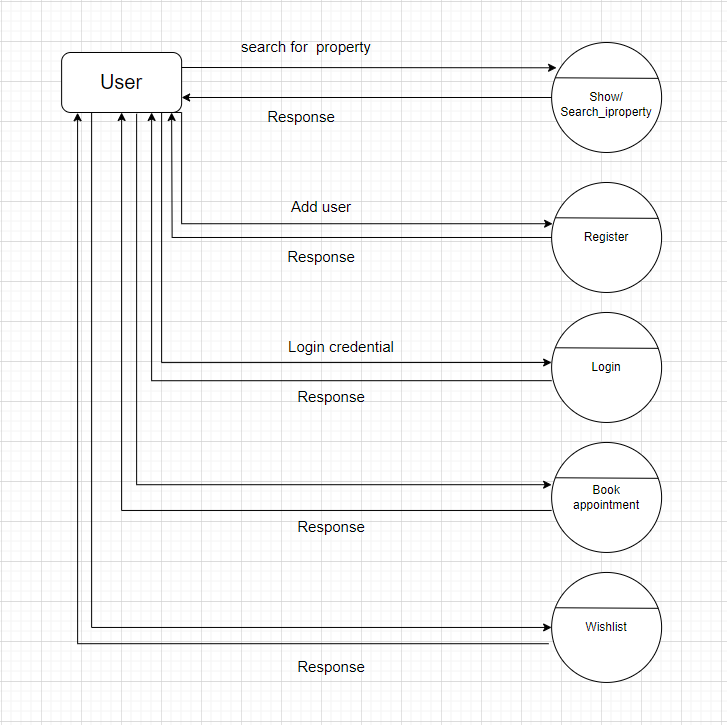 search for  property
User
Show/
Search_iproperty
Response
Add user
Register
Response
Login credential
Login
Response
Book
appointment
Response
Wishlist
Response